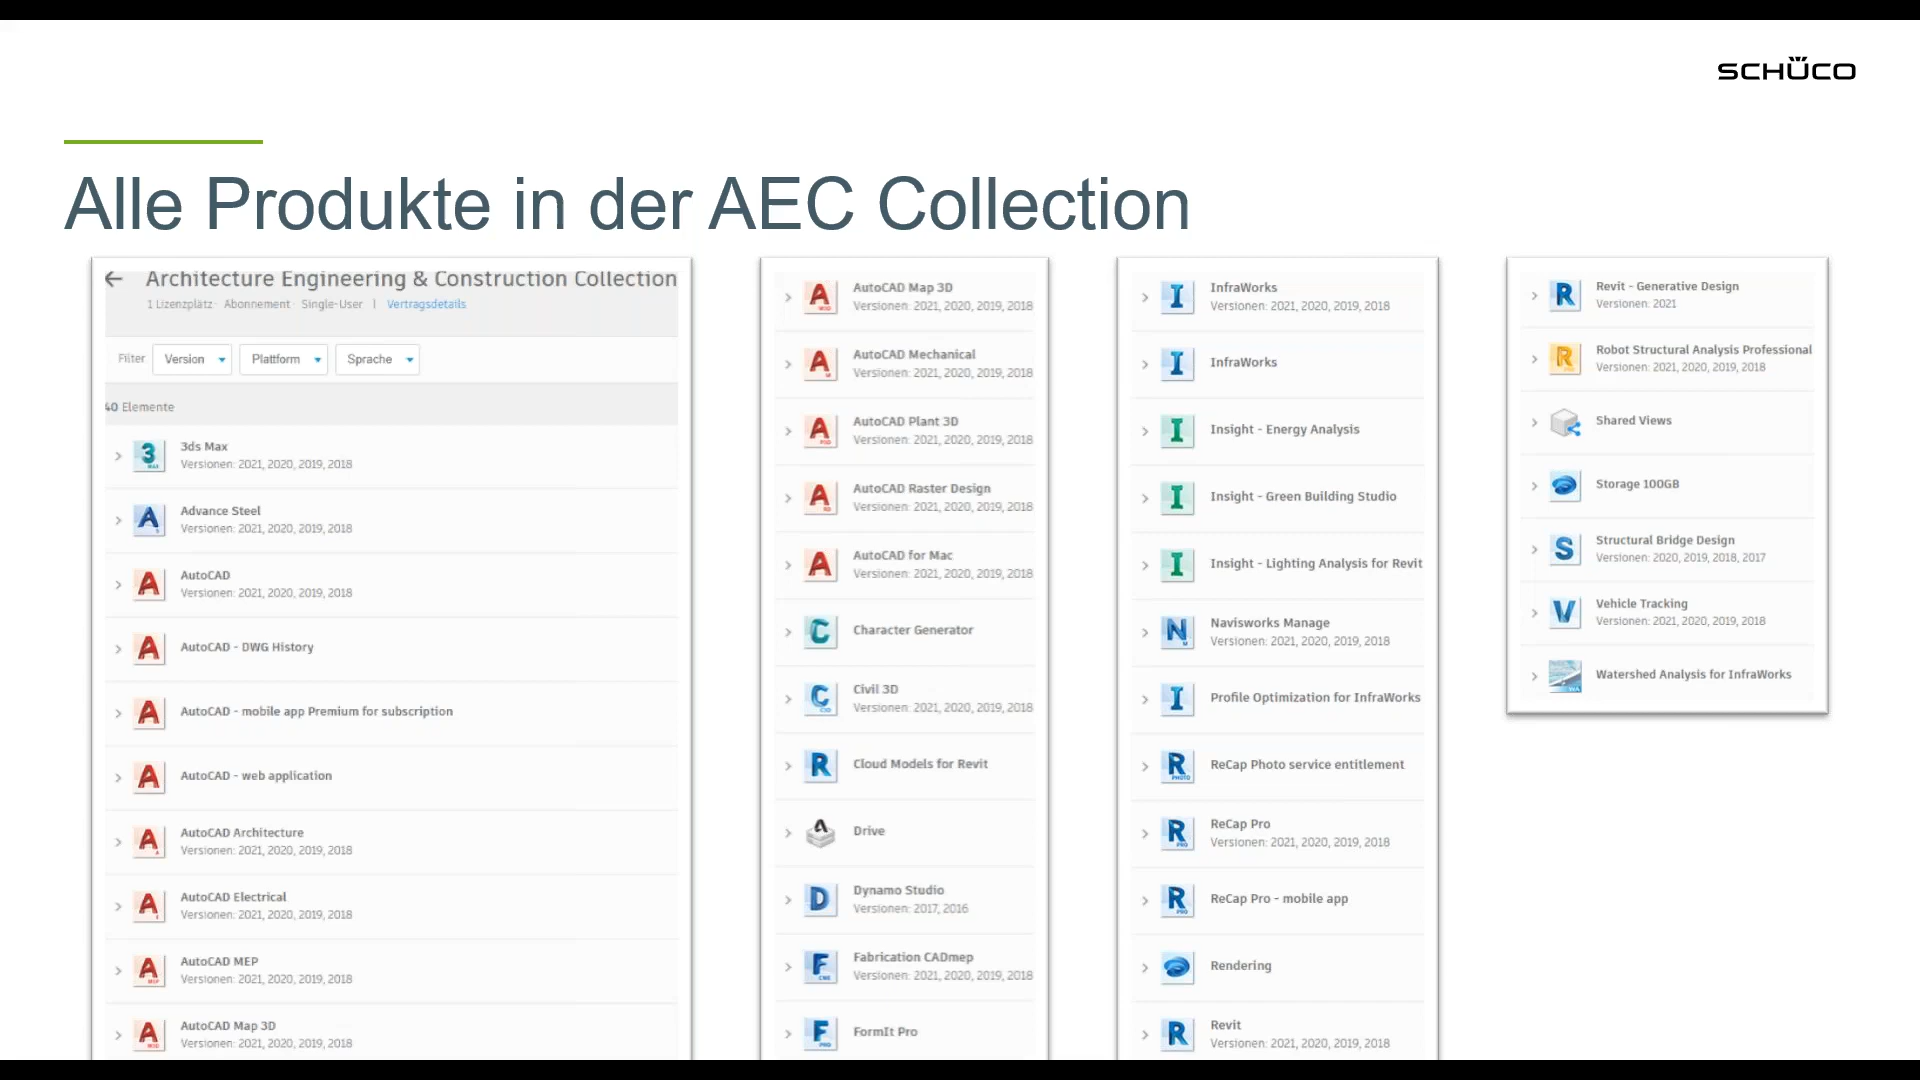 SCHÜCO
Alle Produkte in der AEC Collection
Architecture Engineering & Construction Collection
1 Lizenzplatz Abonnement Single-User | Vertragsdetails
Filter Version Plattform Sprache
40 Elemente
3ds Max
Versionen: 2021, 2020, 2019, 2018
Advance Steel
Versionen: 2021, 2020, 2019, 2018
AutoCAD
Versionen: 2021, 2020, 2019, 2018
AutoCAD - DWG History
AutoCAD - mobile app Premium for subscription
AutoCAD - web application
AutoCAD Architecture
Versionen: 2021, 2020, 2019, 2018
AutoCAD Electrical
Versionen: 2021, 2020, 2019, 2018
AutoCAD MEP
Versionen: 2021, 2020, 2019, 2018
AutoCAD Map 3D
Versionen: 2021, 2020, 2019, 2018
AutoCAD Map 3D
Versionen: 2021, 2020, 2019, 2018
AutoCAD Mechanical
Versionen: 2021, 2020, 2019, 2018
AutoCAD Plant 3D
Versionen: 2021, 2020, 2019, 2018
AutoCAD Raster Design
Versionen: 2021, 2020, 2019, 2018
AutoCAD for Mac
Versionen: 2021, 2020, 2019, 2018
Character Generator
Civil 3D
Versionen: 2021, 2020, 2019, 2018
Cloud Models for Revit
Drive
Dynamo Studio
Versionen: 2017, 2016
Fabrication CADmep
Versionen: 2021, 2020, 2019, 2018
FormIt Pro
InfraWorks
Versionen: 2021, 2020, 2019, 2018
InfraWorks
Insight - Energy Analysis
Insight - Green Building Studio
Insight - Lighting Analysis for Revit
Navisworks Manage
Versionen: 2021, 2020, 2019, 2018
Profile Optimization for InfraWorks
ReCap Photo service entitlement
ReCap Pro
Versionen: 2021, 2020, 2019, 2018
ReCap Pro - mobile app
Rendering
Revit
Versionen: 2021, 2020, 2019, 2018
Revit - Generative Design
Versionen: 2021
Robot Structural Analysis Professional
Versionen: 2021, 2020, 2019, 2018
Shared Views
Storage 100GB
Structural Bridge Design
Versionen: 2020, 2019, 2018, 2017
Vehicle Tracking
Versionen: 2021, 2020, 2019, 2018
Watershed Analysis for InfraWorks